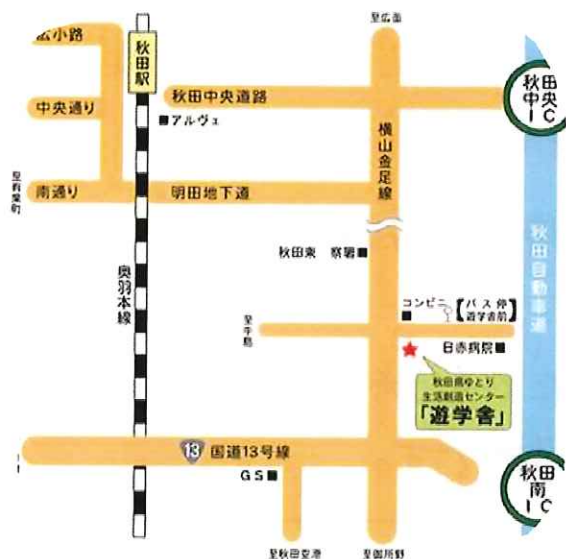 至広面
広小路
秋田駅
秋田中央IC
中央通り
秋田中央道路
■アルヴェ
横山金足線
至有楽町
南通り
明田地下道
秋田東 察署■
奥羽本線
秋田自動車道
コンビニ
【バス停 遊学舎前】
至牛島
日赤病院■
秋田県ゆとり
生活創造センター
「遊学舎」
13 国道13号線
GS■
秋田南IC
至秋田空港
至御所野